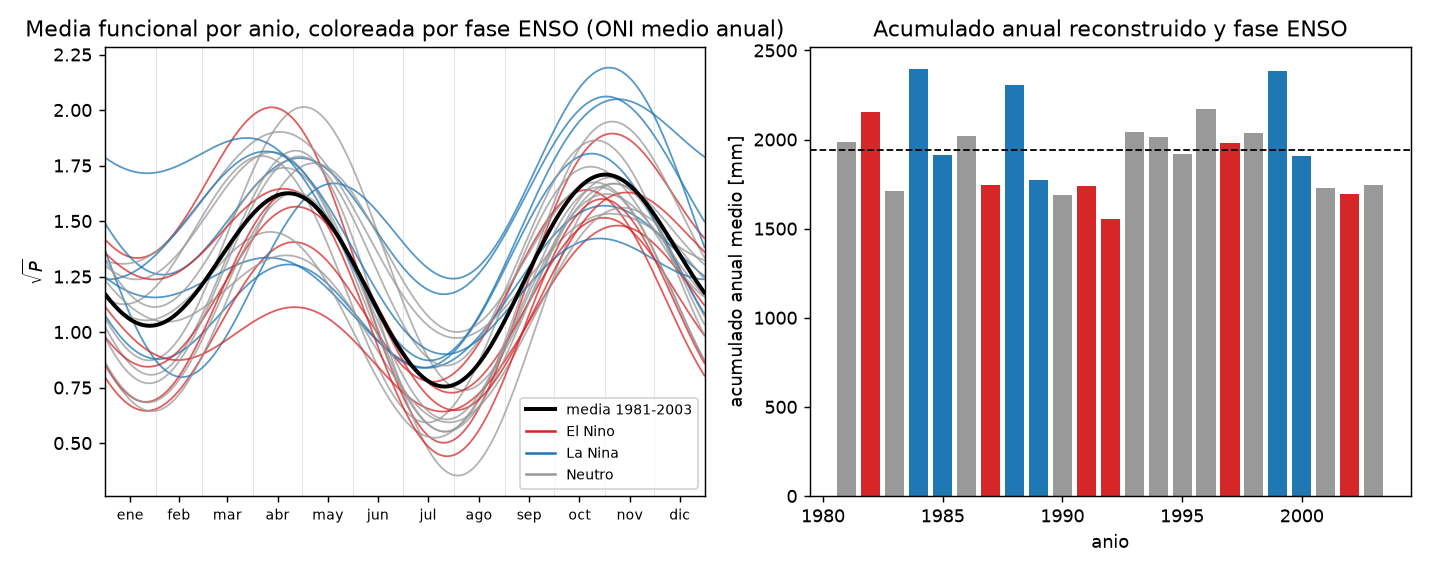 Media funcional por anio, coloreada por fase ENSO (ONI medio anual)
√P
2.25
2.00
1.75
1.50
1.25
1.00
0.75
0.50
ene feb mar abr may jun jul ago sep oct nov dic
media 1981-2003
El Nino
La Nina
Neutro
Acumulado anual reconstruido y fase ENSO
acumulado anual medio [mm]
2500
2000
1500
1000
500
0
1980 1985 1990 1995 2000
anio